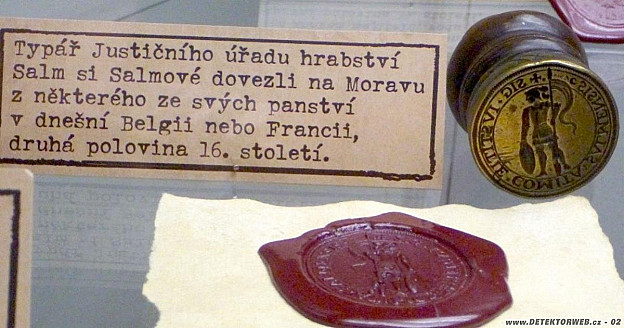 Typář Justičního úřadu hrabství
Salm si Salmové dovezli na Moravu
z některého ze svých panství
v dnešní Belgii nebo Francii,
druhá polovina 16. století.
www.DETEKTORWEB.cz - 02